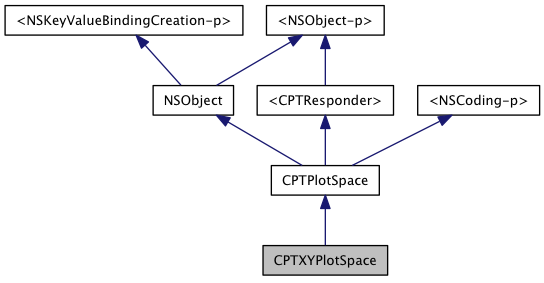 <NSKeyValueBindingCreation-p>
<NSObject-p>
NSObject
<CPTResponder>
<NSCoding-p>
CPTPlotSpace
CPTXYPlotSpace